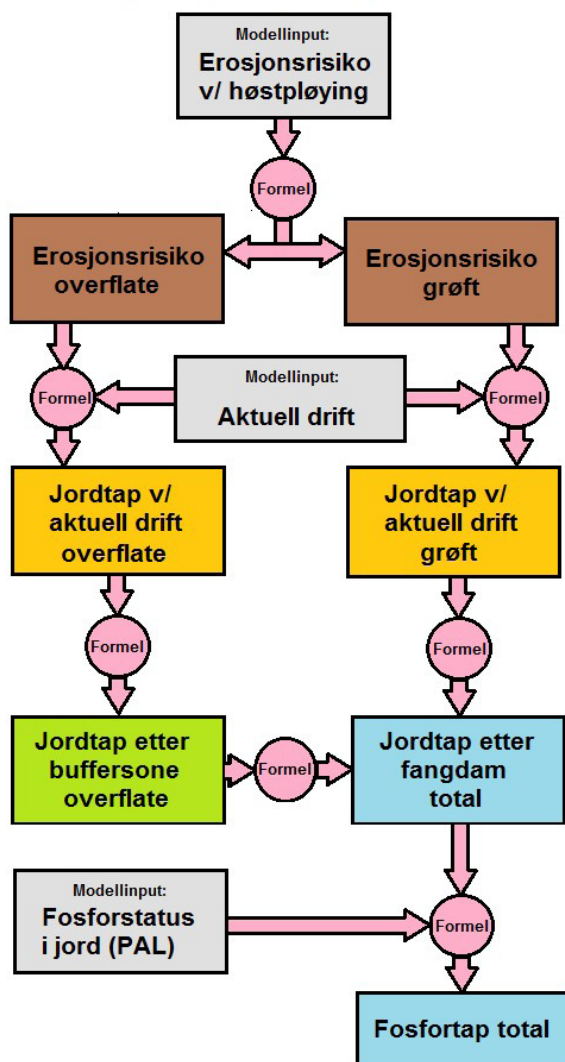 Modellinput:
Erosjonsrisiko
v/ høstpløying
Formel
Erosjonsrisiko
overflate
Erosjonsrisiko
grøft
Formel
Modellinput:
Aktuell drift
Formel
Jordtap v/
aktuell drift
overflate
Jordtap v/
aktuell drift
grøft
Formel
Formel
Jordtap etter
buffersone
overflate
Formel
Jordtap etter
fangdam
total
Modellinput:
Fosforstatus
i jord (PAL)
Formel
Fosfortap total